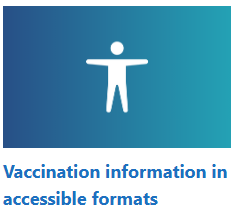 Vaccination information in
accessible formats